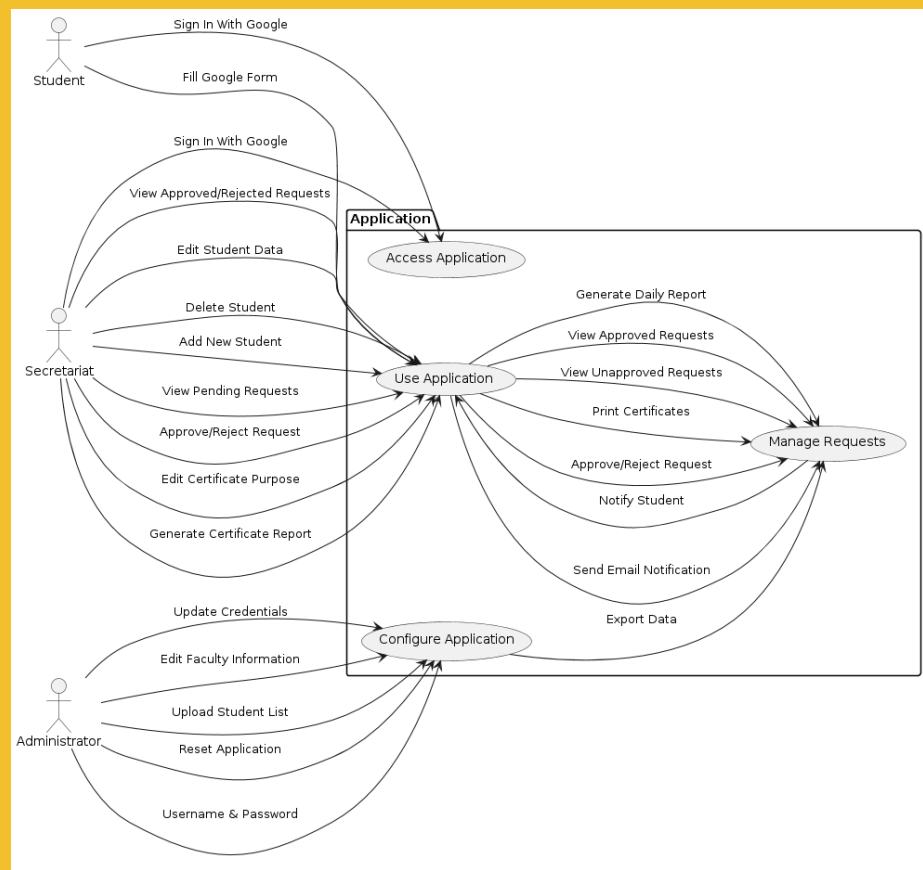 Sign In With Google
Student
Fill Google Form
Sign In With Google
View Approved/Rejected Requests
Application
Edit Student Data
Access Application
Generate Daily Report
Delete Student
View Approved Requests
Add New Student
Secretariat
Use Application
View Unapproved Requests
View Pending Requests
Print Certificates
Approve/Reject Request
Manage Requests
Approve/Reject Request
Edit Certificate Purpose
Notify Student
Generate Certificate Report
Send Email Notification
Update Credentials
Export Data
Configure Application
Edit Faculty Information
Upload Student List
Administrator
Reset Application
Username & Password